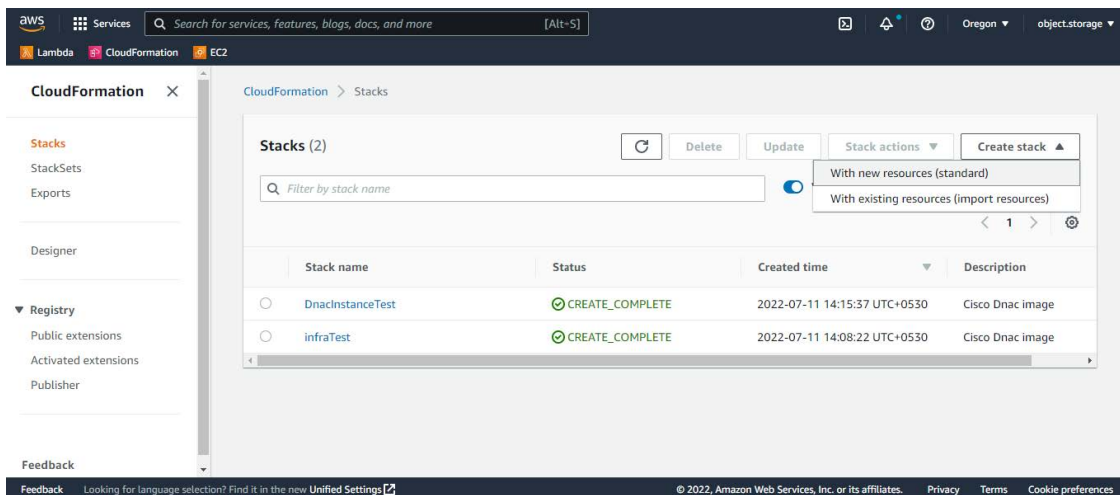 aws Services Search for services, features, blogs, docs, and more [Alt+S] Oregon ▼ object.storage ▼
Lambda CloudFormation EC2
CloudFormation
CloudFormation > Stacks
Stacks
StackSets
Exports
Designer
▼ Registry
Public extensions
Activated extensions
Publisher
Feedback
Stacks (2) Delete Update Stack actions ▼ Create stack ▲
With new resources (standard)
With existing resources (import resources)
Filter by stack name
< 1 >
Stack name Status Created time ▼ Description
DnacInstanceTest CREATE_COMPLETE 2022-07-11 14:15:37 UTC+0530 Cisco Dnac image
infraTest CREATE_COMPLETE 2022-07-11 14:08:22 UTC+0530 Cisco Dnac image
Feedback Looking for language selection? Find it in the new Unified Settings © 2022, Amazon Web Services, Inc. or its affiliates. Privacy Terms Cookie preferences